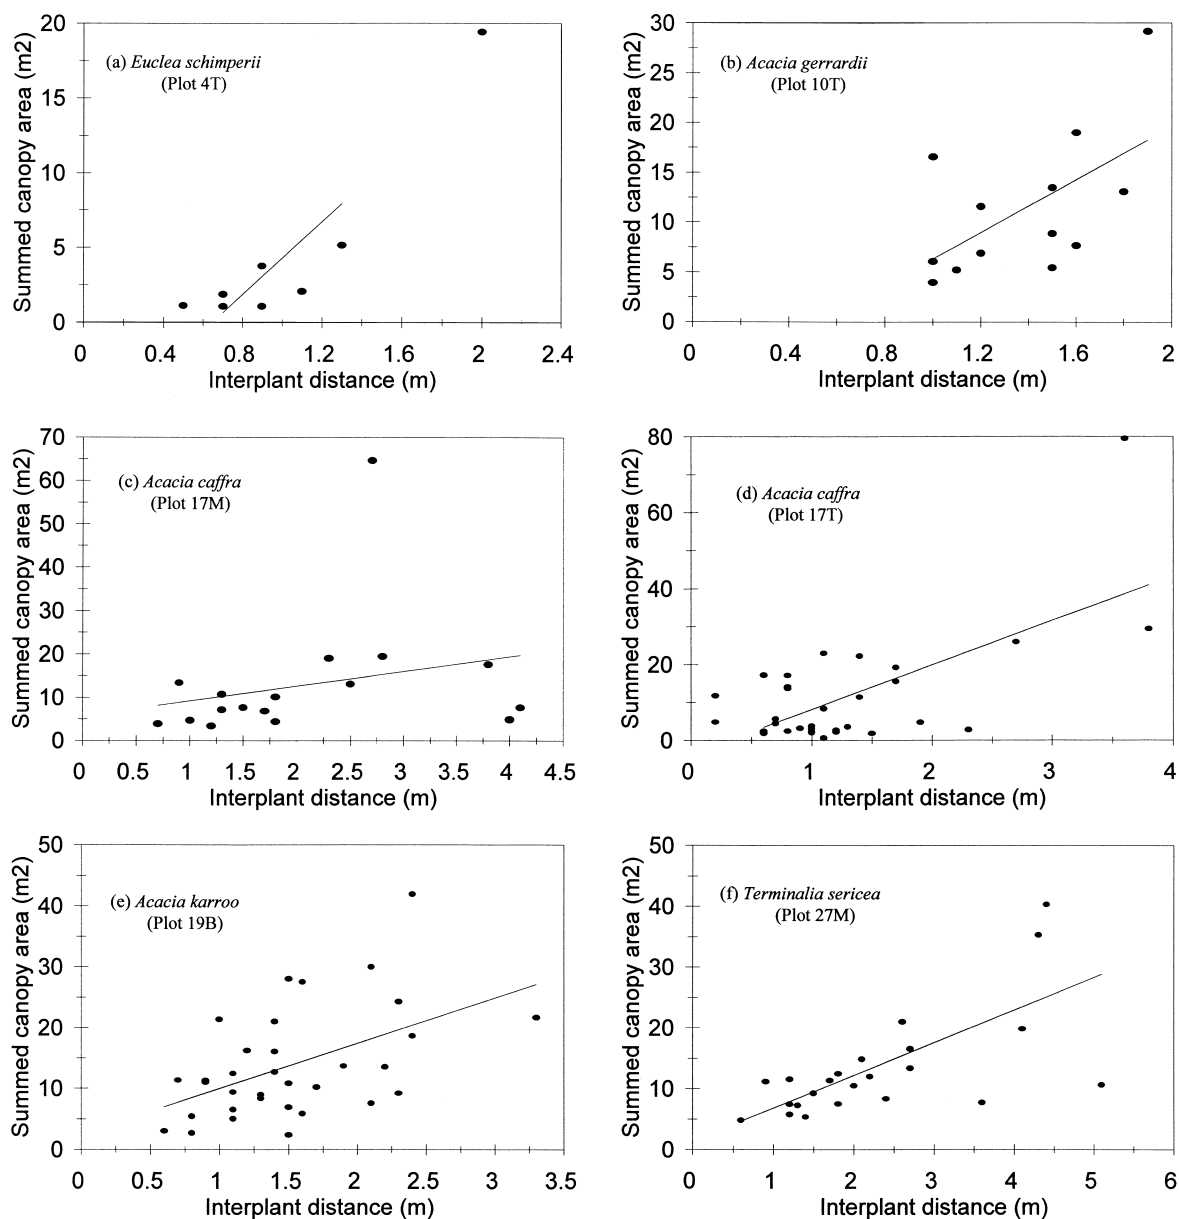 (a) Euclea schimperii
(Plot 4T)
Summed canopy area (m2)
20
15
10
5
0
0 0.4 0.8 1.2 1.6 2 2.4
Interplant distance (m)
(b) Acacia gerrardii
(Plot 10T)
Summed canopy area (m2)
30
25
20
15
10
5
0
0 0.4 0.8 1.2 1.6 2
Interplant distance (m)
(c) Acacia caffra
(Plot 17M)
Summed canopy area (m2)
70
60
50
40
30
20
10
0
0 0.5 1 1.5 2 2.5 3 3.5 4 4.5
Interplant distance (m)
(d) Acacia caffra
(Plot 17T)
Summed canopy area (m2)
80
60
40
20
0
0 1 2 3 4
Interplant distance (m)
(e) Acacia karroo
(Plot 19B)
Summed canopy area (m2)
50
40
30
20
10
0
0 0.5 1 1.5 2 2.5 3 3.5
Interplant distance (m)
(f) Terminalia sericea
(Plot 27M)
Summed canopy area (m2)
50
40
30
20
10
0
0 1 2 3 4 5 6
Interplant distance (m)